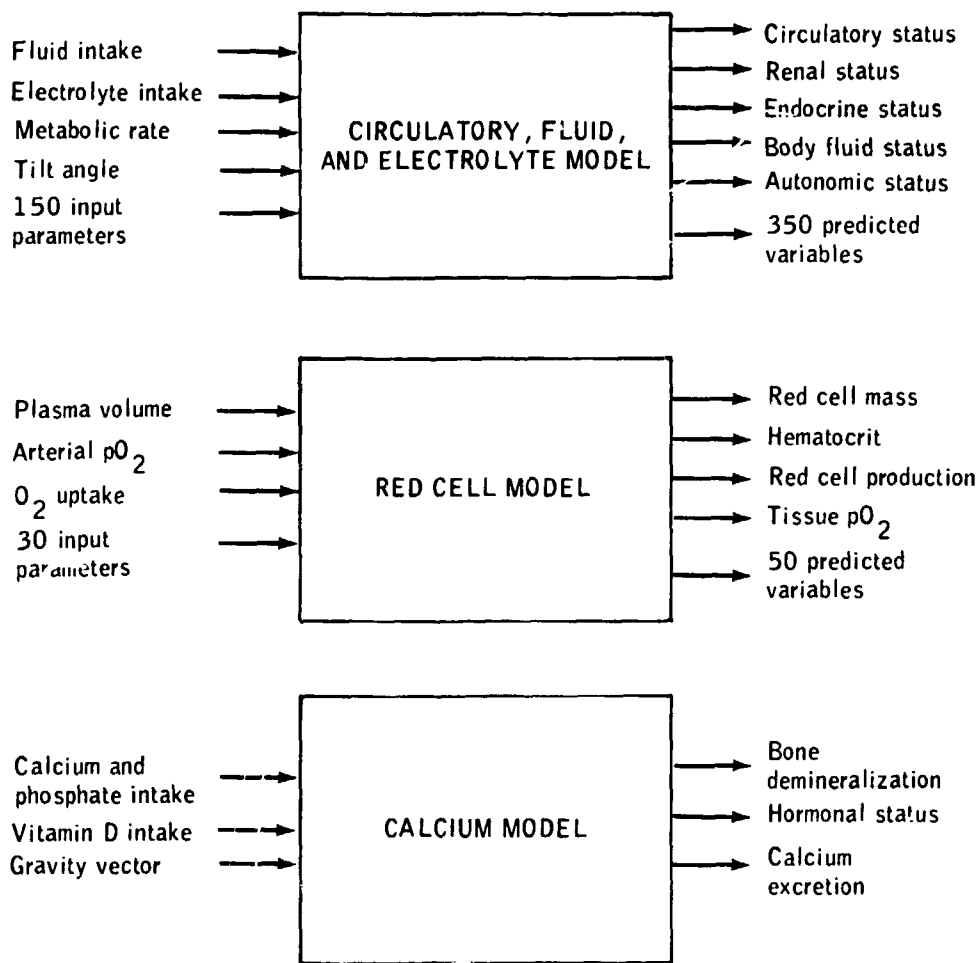 Fluid intake
Electrolyte intake
Metabolic rate
Tilt angle
150 input
parameters
CIRCULATORY, FLUID,
AND ELECTROLYTE MODEL
Circulatory status
Renal status
Endocrine status
Body fluid status
Autonomic status
350 predicted
variables
Plasma volume
Arterial pO2
O2 uptake
30 input
parameters
RED CELL MODEL
Red cell mass
Hematocrit
Red cell production
Tissue pO2
50 predicted
variables
Calcium and
phosphate intake
Vitamin D intake
Gravity vector
CALCIUM MODEL
Bone
demineralization
Hormonal status
Calcium
excretion